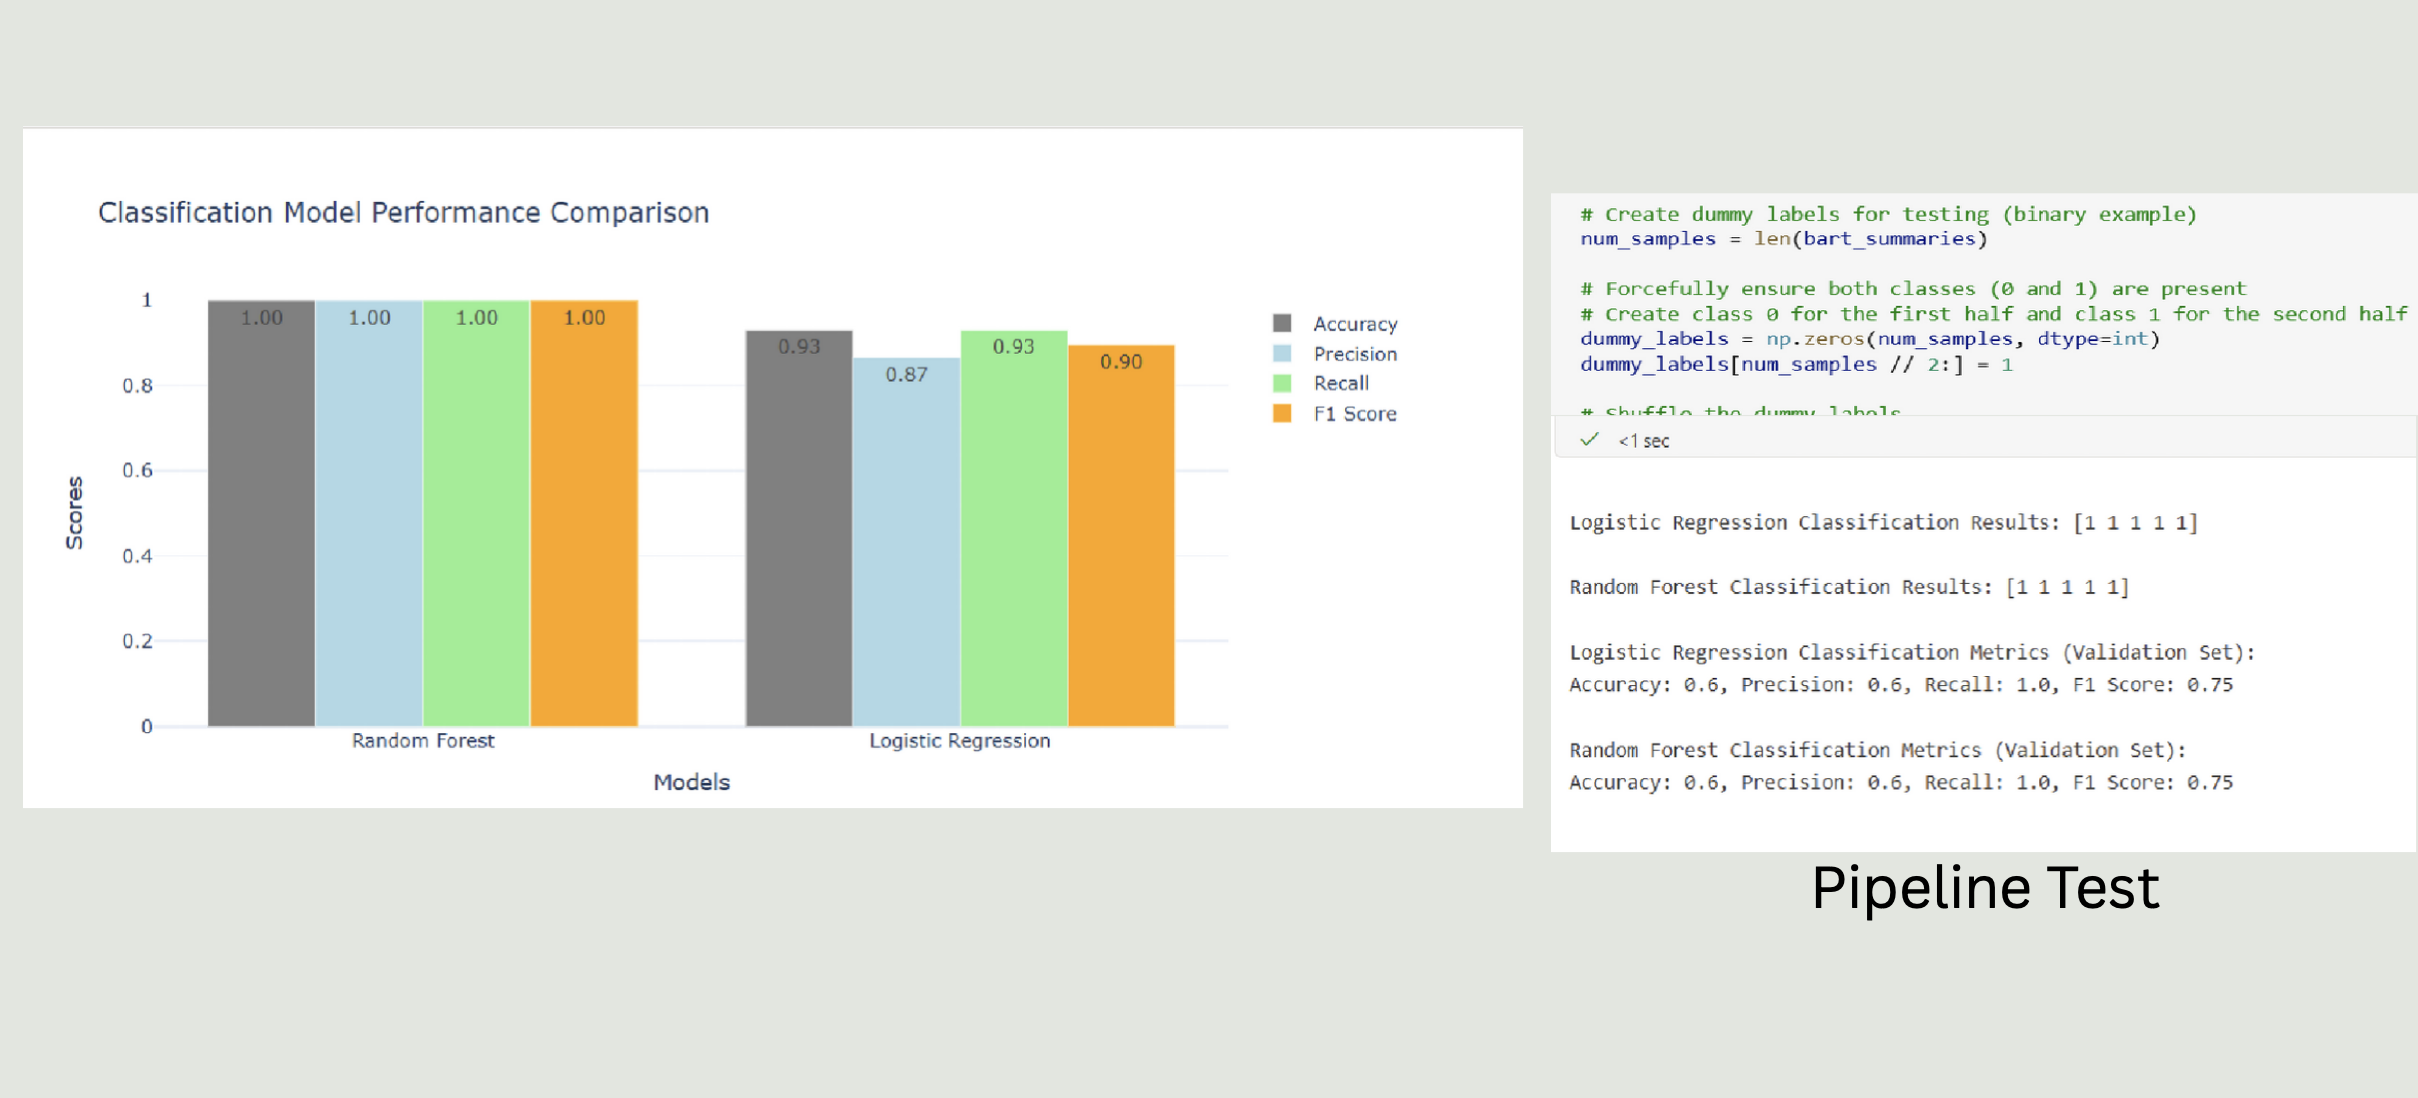 Classification Model Performance Comparison
1
0.8
0.6
0.4
0.2
0
Scores
1.00
1.00
1.00
1.00
0.93
0.87
0.93
0.90
Random Forest
Logistic Regression
Models
Accuracy
Precision
Recall
F1 Score
# Create dummy labels for testing (binary example)
num_samples = len(bart_summaries)
# Forcefully ensure both classes (0 and 1) are present
# Create class 0 for the first half and class 1 for the second half
dummy_labels = np.zeros(num_samples, dtype=int)
dummy_labels[num_samples // 2:] = 1
# Shuffle the dummy labels
<1 sec
Logistic Regression Classification Results: [1 1 1 1 1]
Random Forest Classification Results: [1 1 1 1 1]
Logistic Regression Classification Metrics (Validation Set):
Accuracy: 0.6, Precision: 0.6, Recall: 1.0, F1 Score: 0.75
Random Forest Classification Metrics (Validation Set):
Accuracy: 0.6, Precision: 0.6, Recall: 1.0, F1 Score: 0.75
Pipeline Test